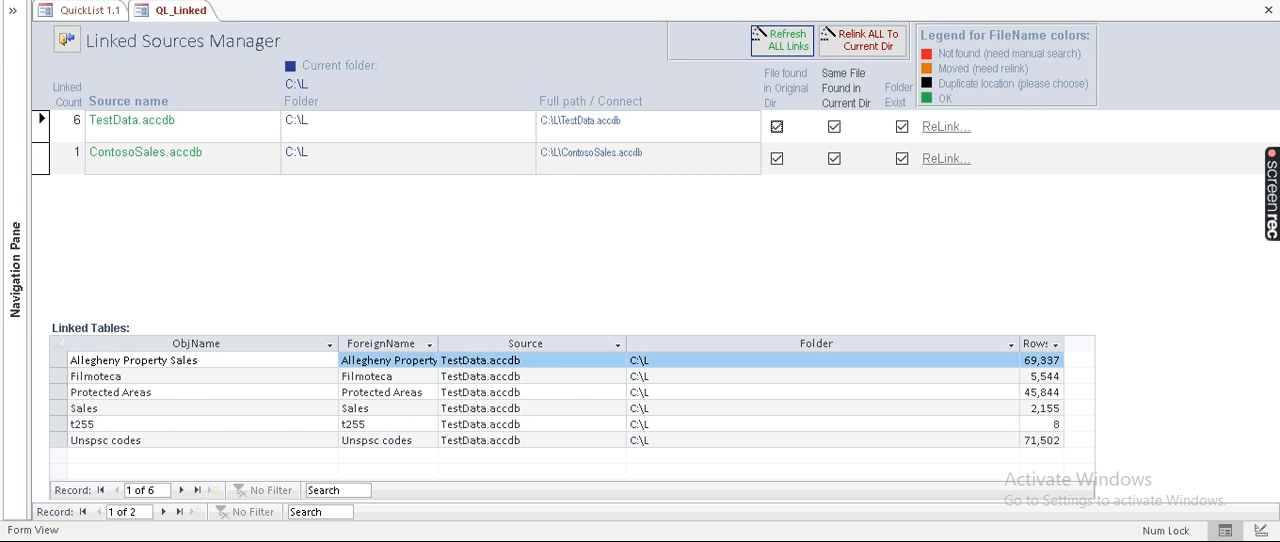 » QuickList 1.1 QL_Linked ×
Linked Sources Manager
Refresh ALL Links
Relink ALL To Current Dir
Legend for FileName colors:
Notfound (need manual search)
Moved (need relink)
Duplicate location (please choose)
OK
Current folder:
C:\L
Linked Count Source name Folder Full path / Connect File found in Original Dir Same File Found in Current Dir Folder Exist
6 TestData.accdb C:\L C:\L\TestData.accdb ReLink...
1 ContosoSales.accdb C:\L C:\L\ContosoSales.accdb ReLink...
screenrec
Navigation Pane
Linked Tables:
ObjName ForeignName Source Folder Rows
Allegheny Property Sales Allegheny Property TestData.accdb C:\L 69,337
Filmoteca Filmoteca TestData.accdb C:\L 5,544
Protected Areas Protected Areas TestData.accdb C:\L 45,844
Sales Sales TestData.accdb C:\L 2,155
t255 t255 TestData.accdb C:\L 8
Unspsc codes Unspsc codes TestData.accdb C:\L 71,502
Record: 1 of 6 No Filter Search
Activate Windows
Go to Settings to activate Windows.
Record: 1 of 2 No Filter Search
Form View Num Lock